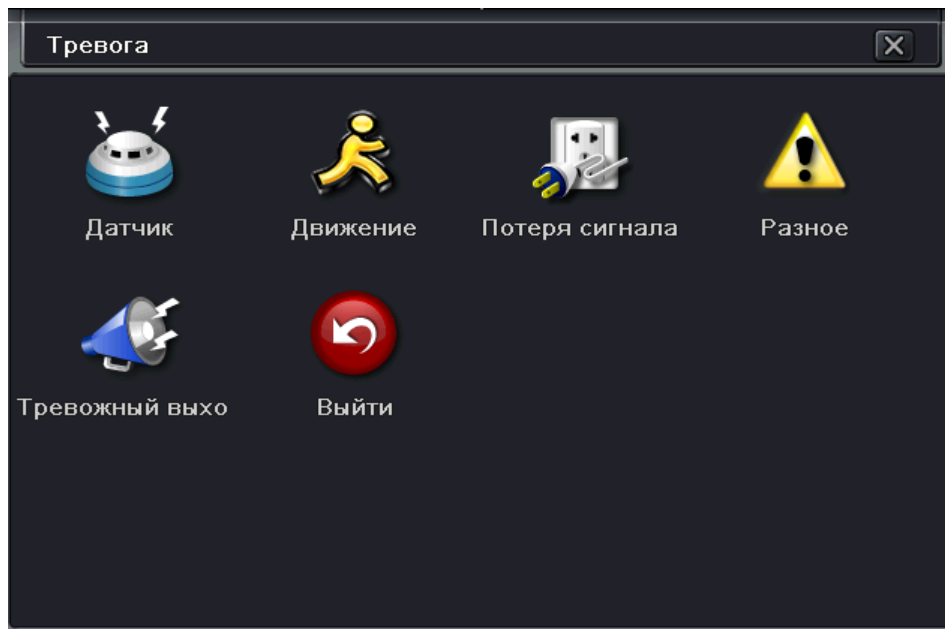 Тревога
Датчик
Движение
Потеря сигнала
Разное
Тревожный выхо
Выйти